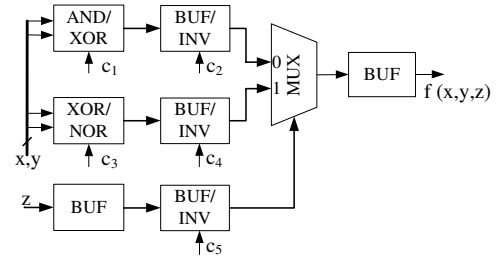 AND/
XOR
BUF/
INV
c1
c2
0
1
MUX
BUF
f (x,y,z)
XOR/
NOR
BUF/
INV
x,y
c3
c4
z
BUF
BUF/
INV
c5